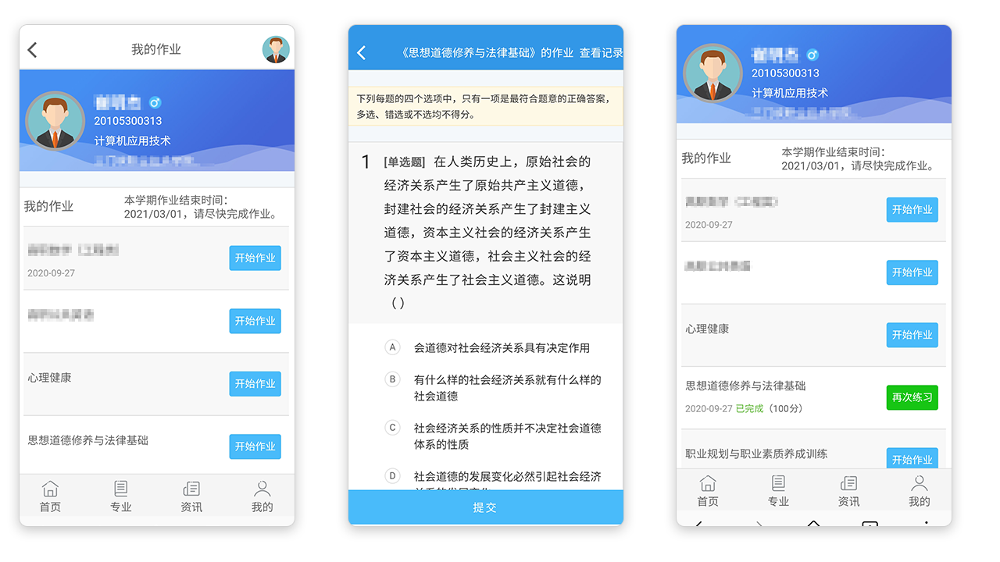 我的作业
20105300313
计算机应用技术
我的作业
本学期作业结束时间：
2021/03/01，请尽快完成作业。
开始作业
2020-09-27
开始作业
心理健康
开始作业
思想道德修养与法律基础
开始作业
首页
专业
资讯
我的
《思想道德修养与法律基础》的作业 查看记录
下列每题的四个选项中，只有一项是最符合题意的正确答案，
多选、错选或不选均不得分。
1 [单选题] 在人类历史上，原始社会的
经济关系产生了原始共产主义道德，
封建社会的经济关系产生了封建主义
道德，资本主义社会的经济关系产生
了资本主义道德，社会主义社会的经
济关系产生了社会主义道德。这说明
（）
A 会道德对社会经济关系具有决定作用
B 有什么样的社会经济关系就有什么样的
社会道德
C 社会经济关系的性质并不决定社会道德
体系的性质
D 社会道德的发展变化必然引起社会经济
提交
20105300313
计算机应用技术
我的作业
本学期作业结束时间：
2021/03/01，请尽快完成作业。
开始作业
2020-09-27
开始作业
心理健康
开始作业
思想道德修养与法律基础
2020-09-27 已完成（100分）
再次练习
职业规划与职业素质养成训练
开始作业
首页
专业
资讯
我的